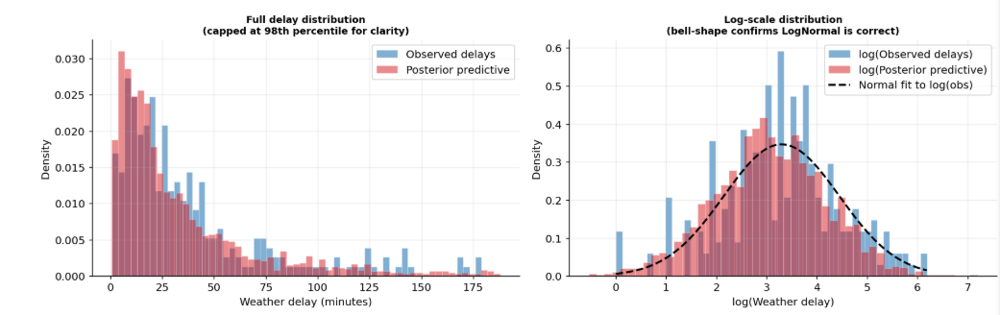 Full delay distribution
(capped at 98th percentile for clarity)
Observed delays
Posterior predictive
Density
0.030
0.025
0.020
0.015
0.010
0.005
0.000
0 25 50 75 100 125 150 175
Weather delay (minutes)
Log-scale distribution
(bell-shape confirms LogNormal is correct)
log(Observed delays)
log(Posterior predictive)
Normal fit to log(obs)
Density
0.6
0.5
0.4
0.3
0.2
0.1
0.0
0 1 2 3 4 5 6 7
log(Weather delay)